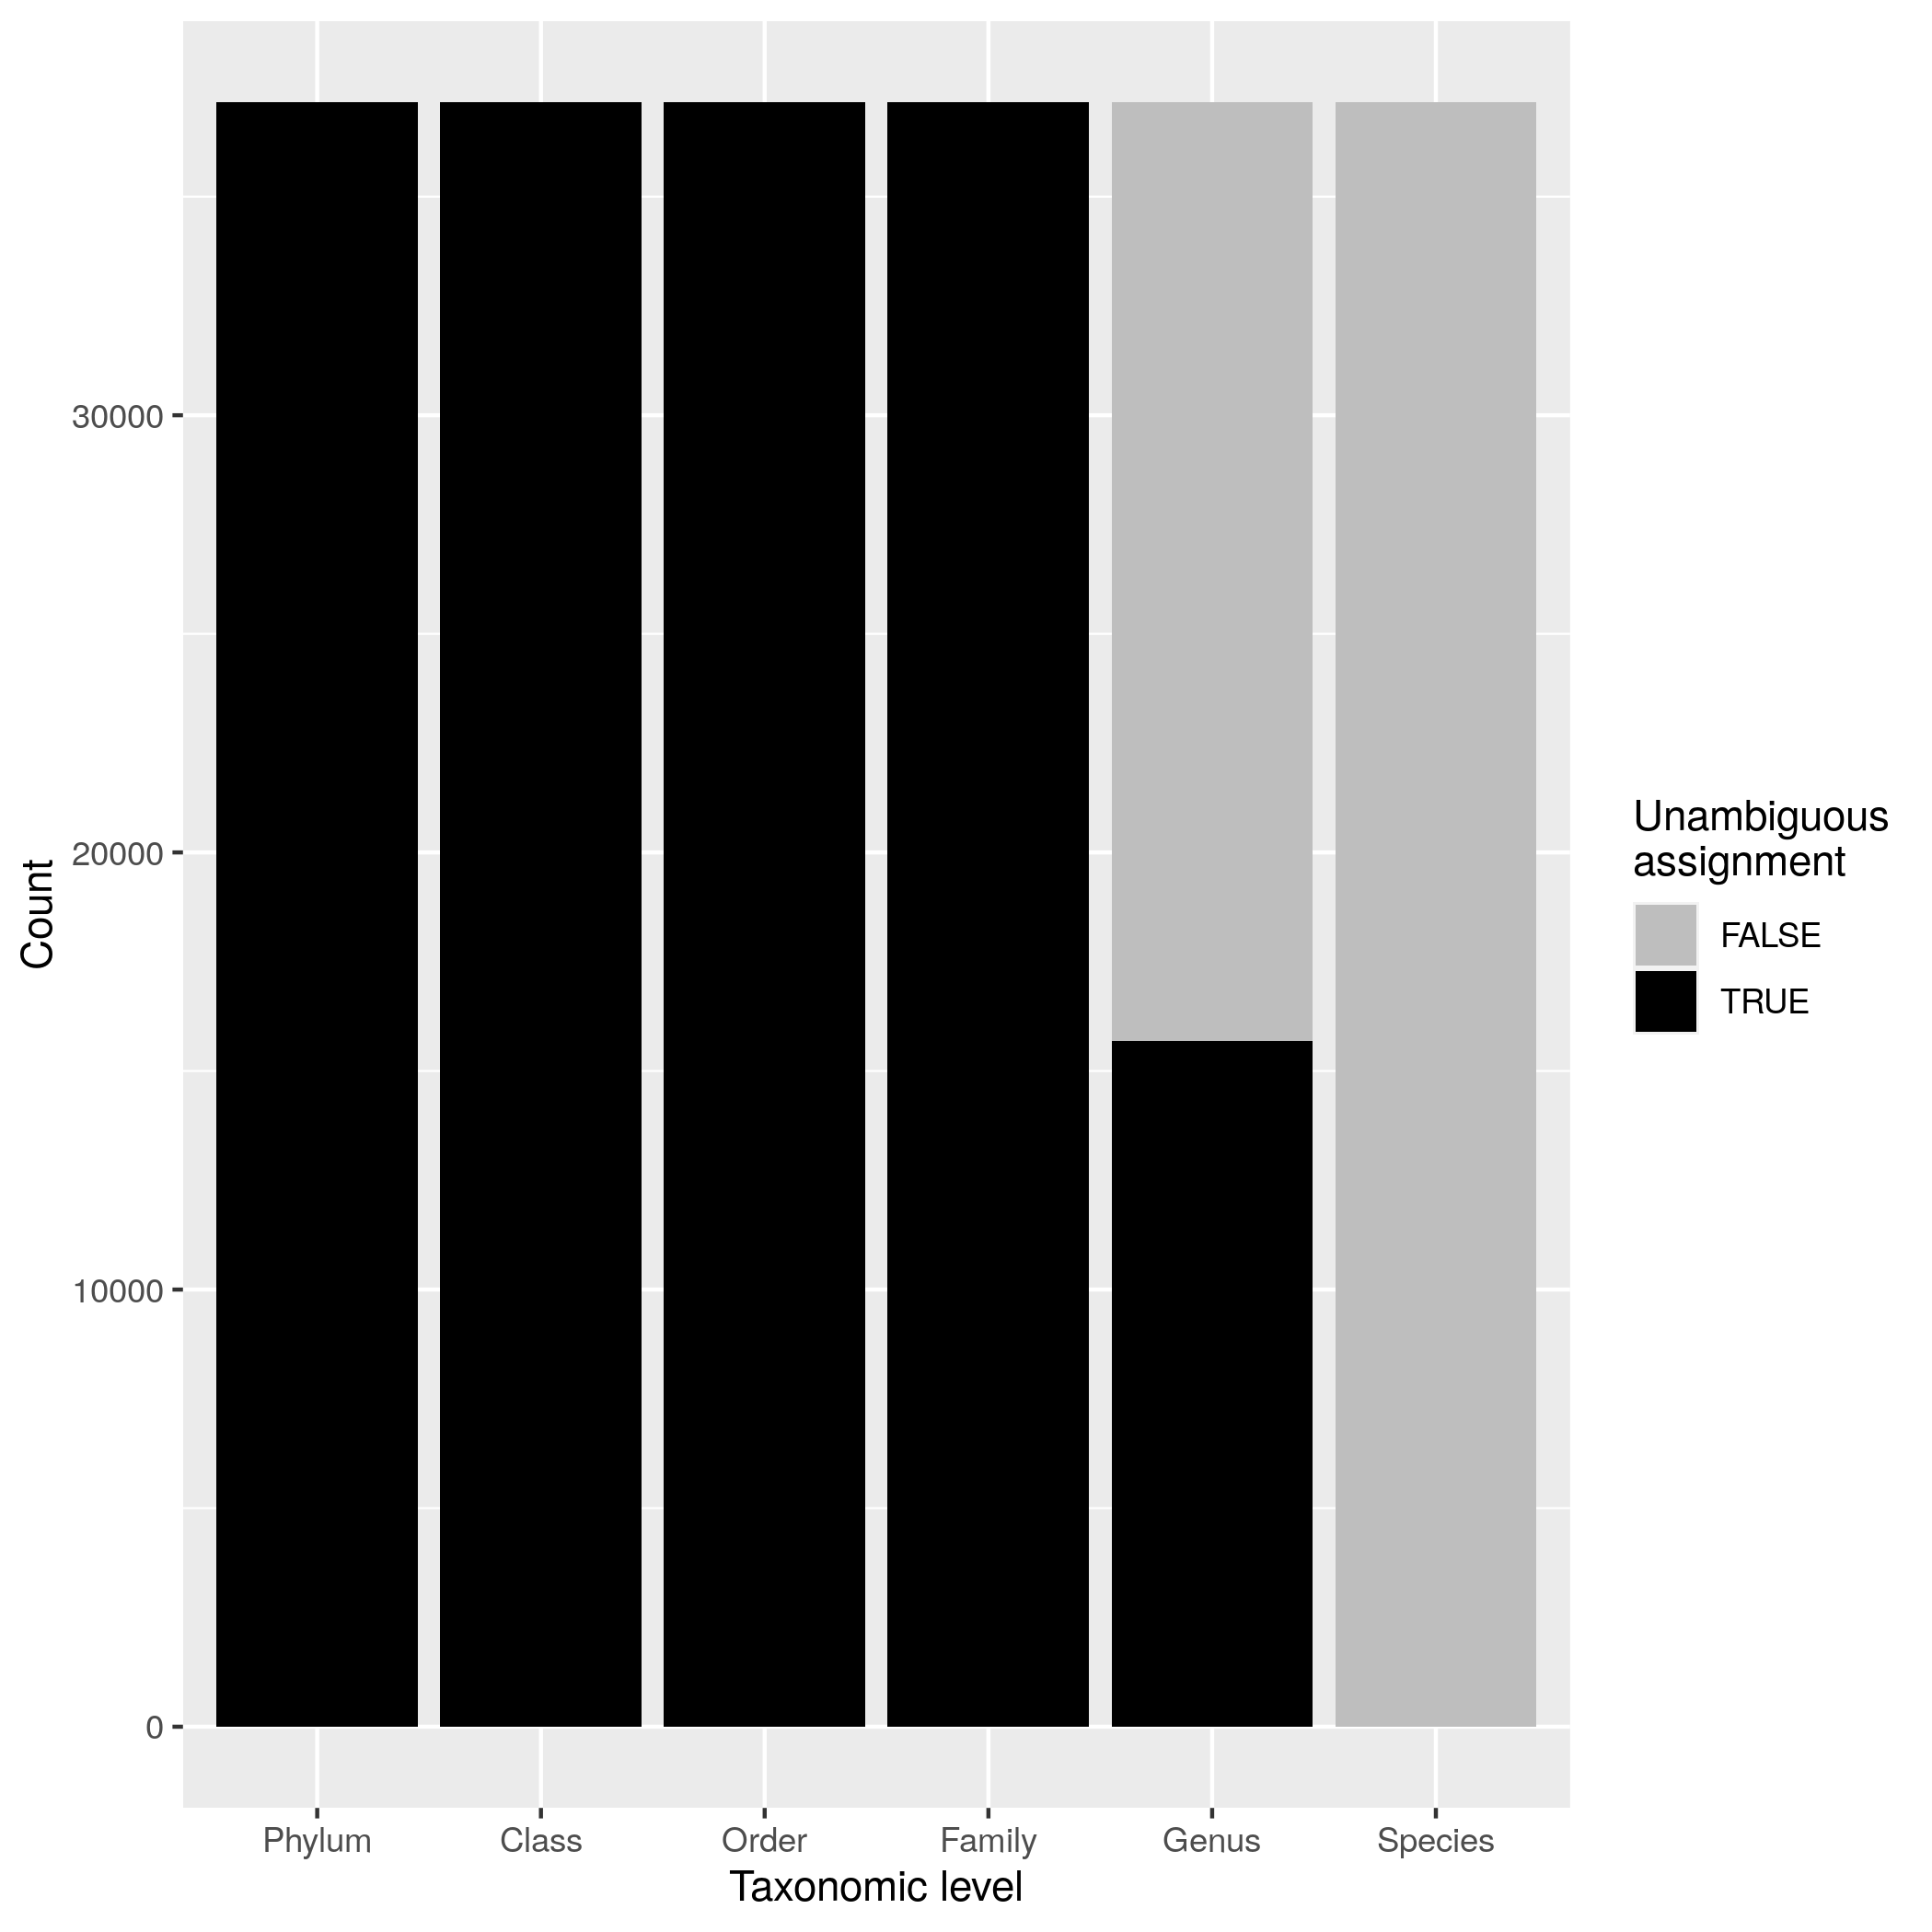 Count
30000
20000
10000
0
Phylum Class Order Family Genus Species
Taxonomic level
Unambiguous
assignment
FALSE
TRUE